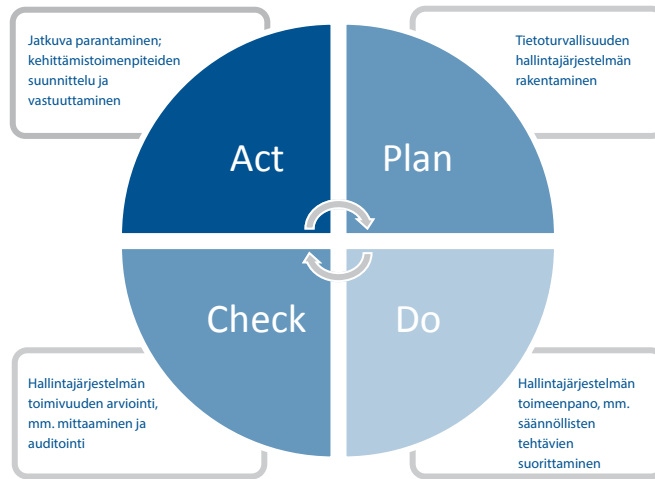 Jatkuva parantaminen;
kehittämistoimenpiteiden
suunnittelu ja
vastuuttaminen
Tietoturvallisuuden
hallintajärjestelmän
rakentaminen
Act
Plan
Check
Do
Hallintajärjestelmän
toimivuuden arviointi,
mm. mittaaminen ja
auditointi
Hallintajärjestelmän
toimeenpano, mm.
säännöllisten
tehtävien
suorittaminen